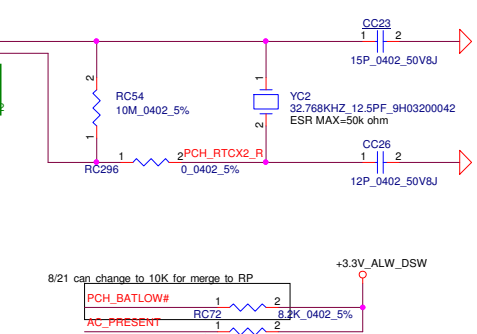 CC23
1 2
15P_0402_50V8J
2
RC54
10M_0402_5%
1
1
YC2
32.768KHZ_12.5PF_9H03200042
ESR MAX=50k ohm
2
CC26
1 2
12P_0402_50V8J
1 2 PCH_RTCX2_R
RC296 0_0402_5%
+3.3V_ALW_DSW
8/21 can change to 10K for merge to RP
PCH_BATLOW# 1 2
RC72 8.2K_0402_5%
AC_PRESENT 1 2